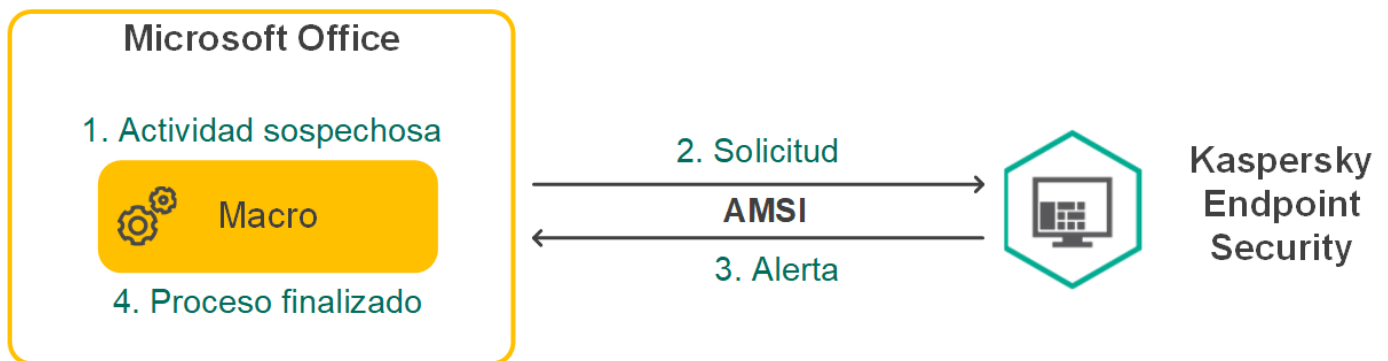 Microsoft Office
1. Actividad sospechosa
Macro
4. Proceso finalizado
2. Solicitud
AMSI
3. Alerta
Kaspersky
Endpoint
Security